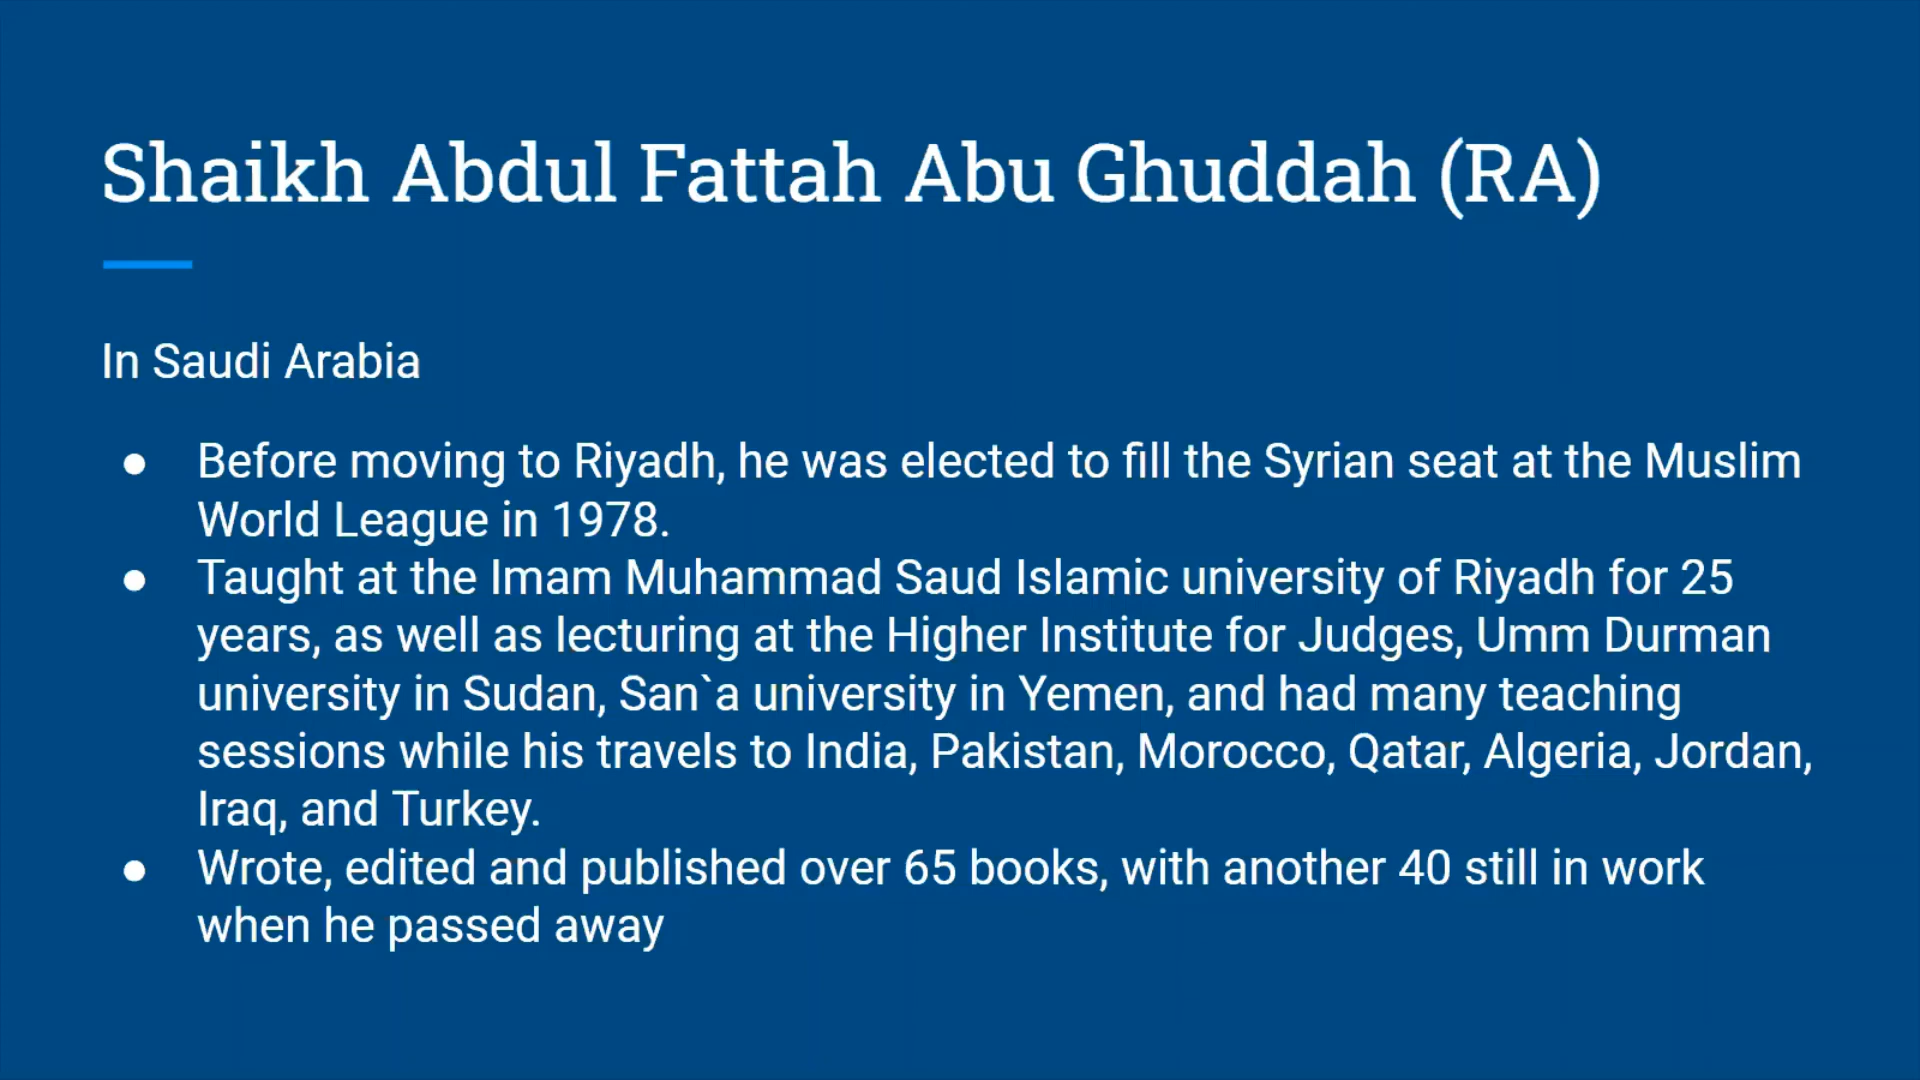 Shaikh Abdul Fattah Abu Ghuddah (RA)
In Saudi Arabia
● Before moving to Riyadh, he was elected to fill the Syrian seat at the Muslim
World League in 1978.
● Taught at the Imam Muhammad Saud Islamic university of Riyadh for 25
years, as well as lecturing at the Higher Institute for Judges, Umm Durman
university in Sudan, San`a university in Yemen, and had many teaching
sessions while his travels to India, Pakistan, Morocco, Qatar, Algeria, Jordan,
Iraq, and Turkey.
● Wrote, edited and published over 65 books, with another 40 still in work
when he passed away